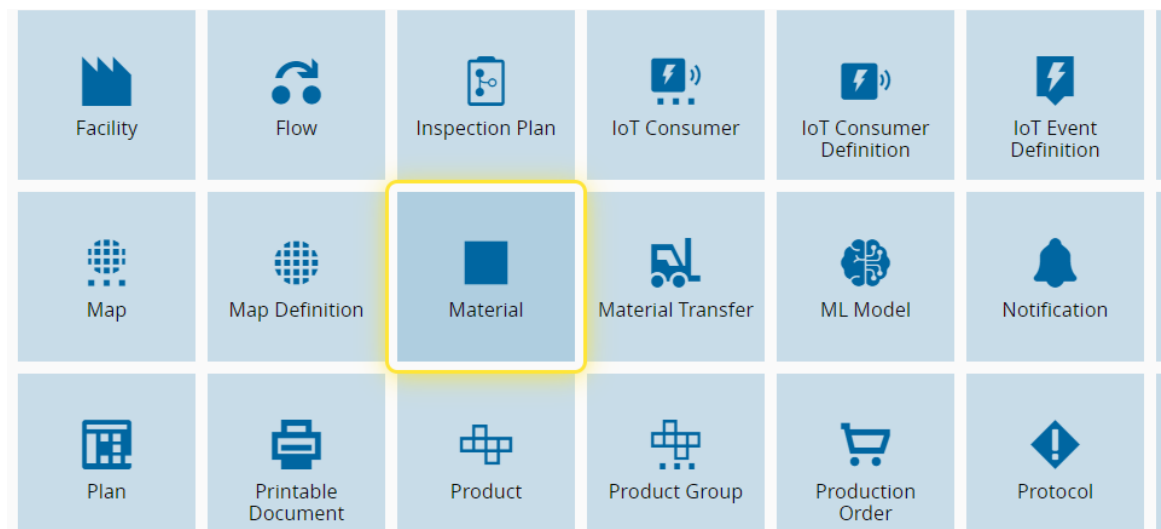 Facility
Flow
Inspection Plan
IoT Consumer
IoT Consumer
Definition
IoT Event
Definition
Map
Map Definition
Material
Material Transfer
ML Model
Notification
Plan
Printable
Document
Product
Product Group
Production
Order
Protocol